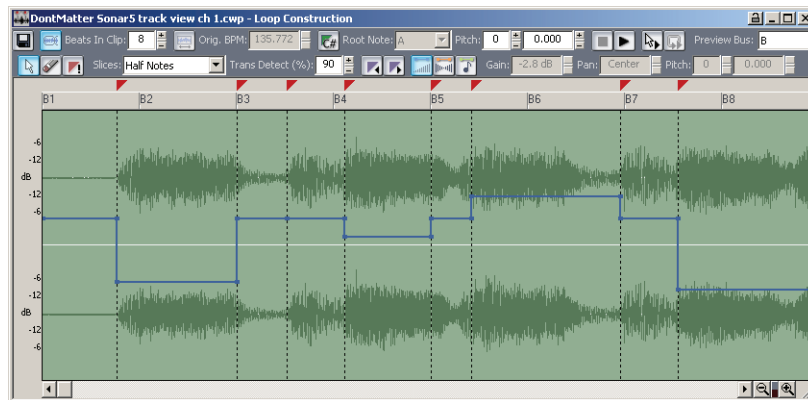 DontMatter Sonar5 track view ch 1.cwp - Loop Construction
Beats In Clip: 8 Orig. BPM: 135.772 C# Root Note: A Pitch: 0 0.000 Preview Bus: B
Slices: Half Notes Trans Detect (%): 90 Gain: -2.8 dB Pan: Center Pitch: 0 0.000
B1 B2 B3 B4 B5 B6 B7 B8
-6
-12
dB
-12
-6
-6
-12
dB
-12
-6